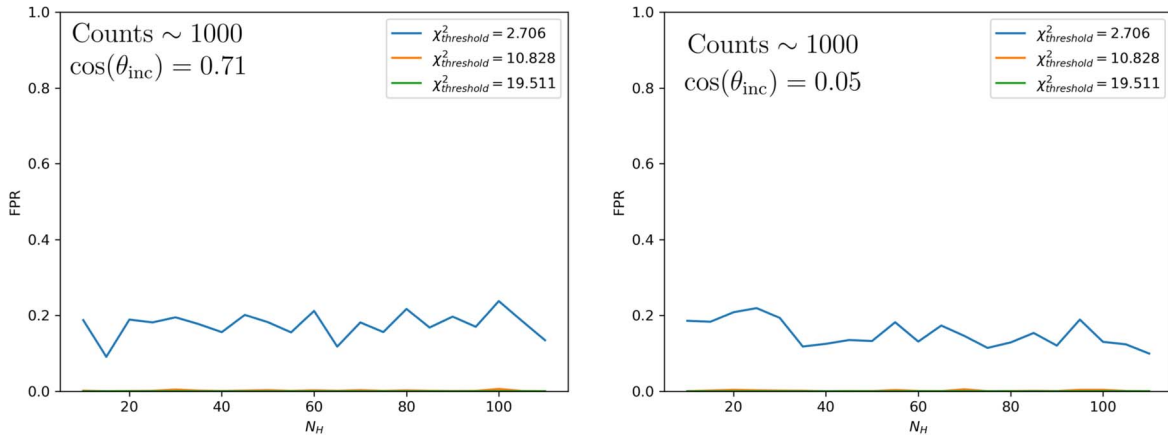 Counts ∼ 1000
cos(θinc) = 0.71
χ²threshold = 2.706
χ²threshold = 10.828
χ²threshold = 19.511
1.0
0.8
0.6
0.4
0.2
0.0
FPR
20
40
60
80
100
NH
Counts ∼ 1000
cos(θinc) = 0.05
χ²threshold = 2.706
χ²threshold = 10.828
χ²threshold = 19.511
1.0
0.8
0.6
0.4
0.2
0.0
FPR
20
40
60
80
100
NH